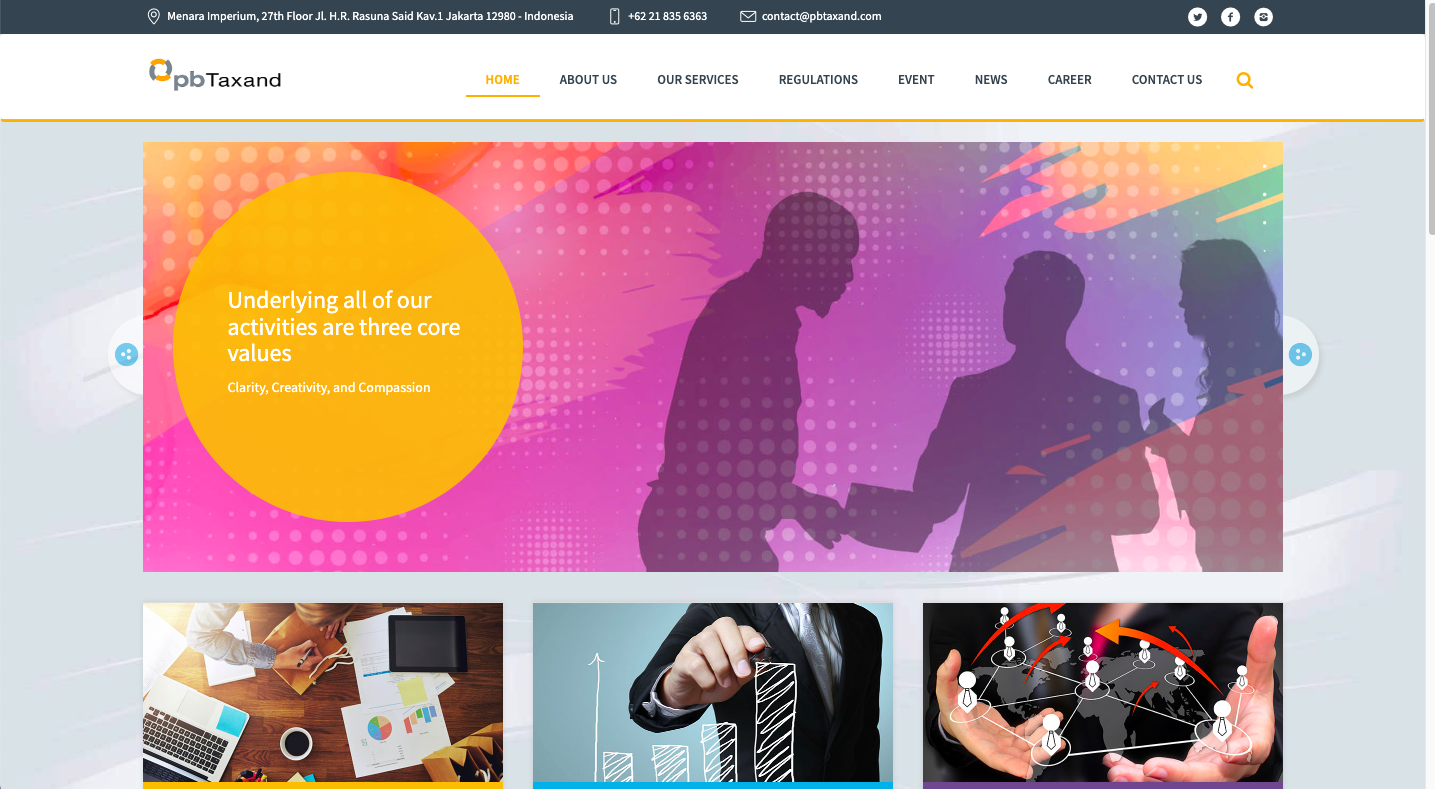 Menara Imperium, 27th Floor Jl. H.R. Rasuna Said Kav.1 Jakarta 12980 - Indonesia
+62 21 835 6363
contact@pbtaxand.com
pbTaxand
HOME
ABOUT US
OUR SERVICES
REGULATIONS
EVENT
NEWS
CAREER
CONTACT US
Underlying all of our
activities are three core
values
Clarity, Creativity, and Compassion